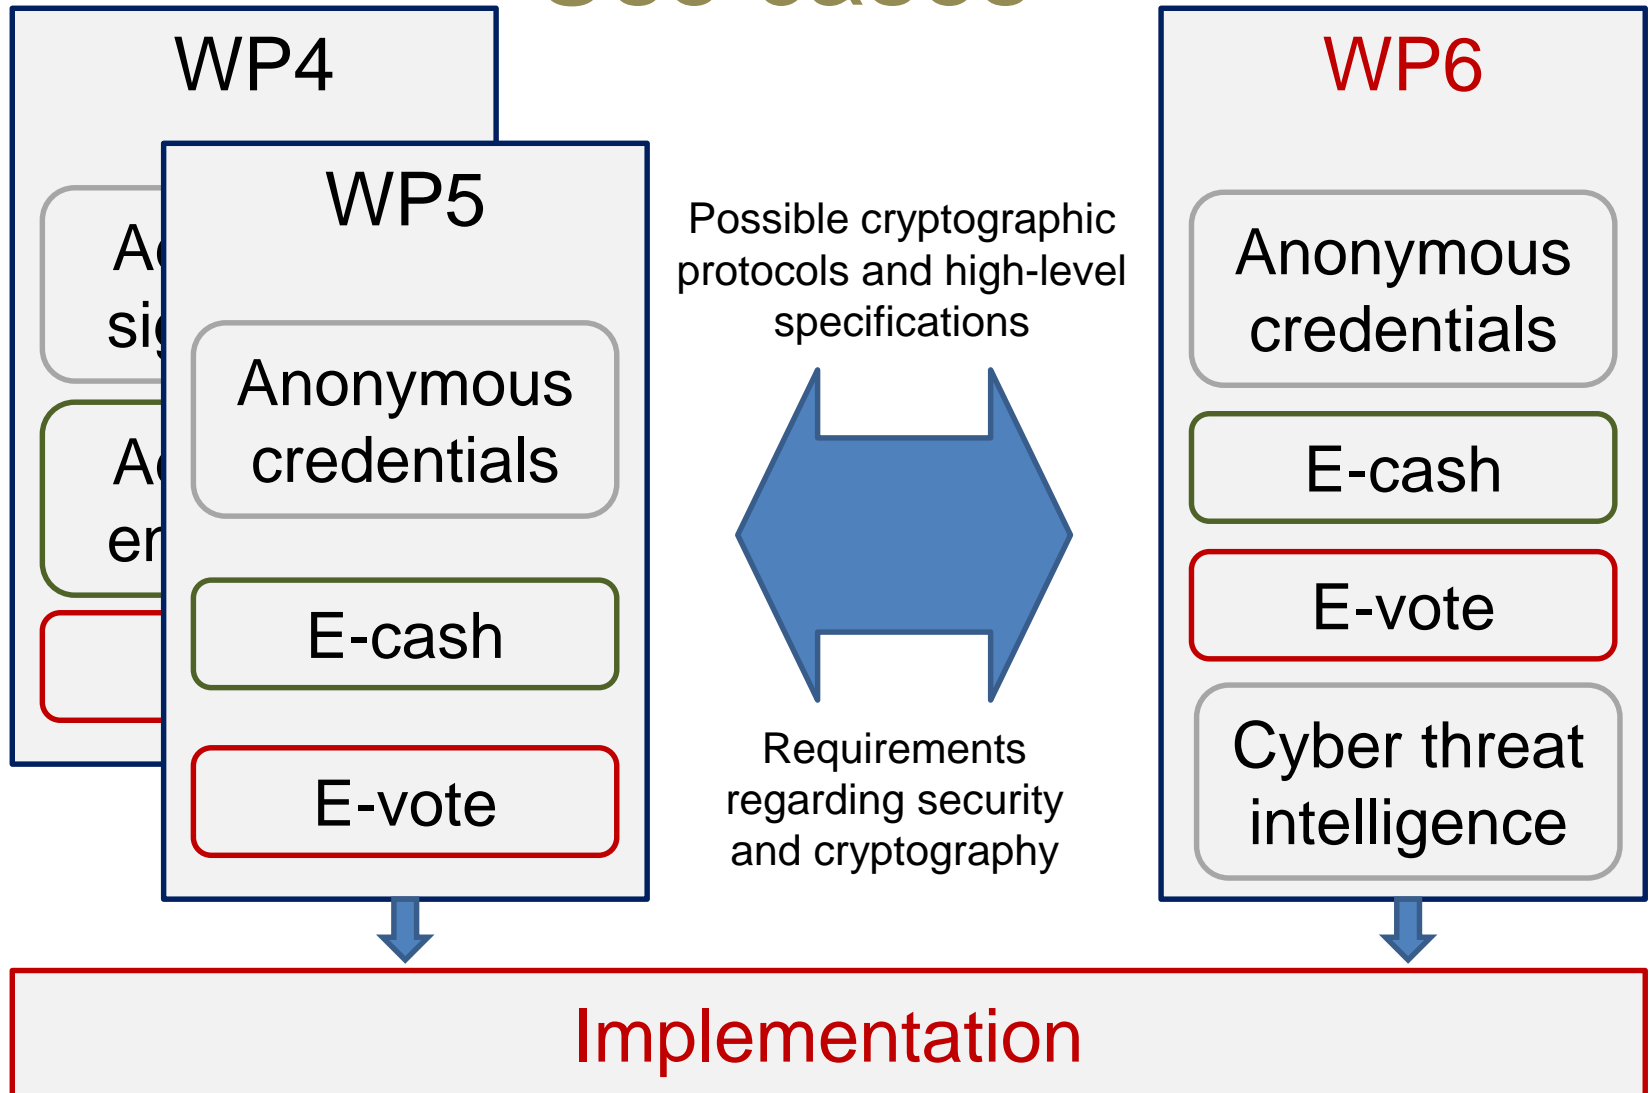 WP4
WP5
Anonymous
credentials
E-cash
E-vote
Possible cryptographic
protocols and high-level
specifications
Requirements
regarding security
and cryptography
WP6
Anonymous
credentials
E-cash
E-vote
Cyber threat
intelligence
Implementation